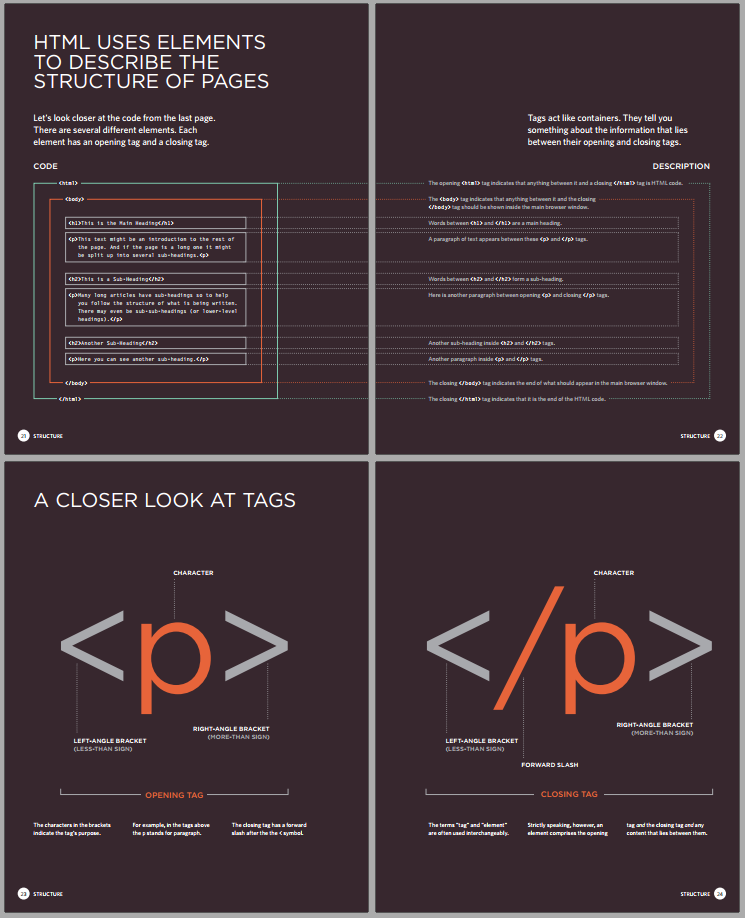 HTML USES ELEMENTS
TO DESCRIBE THE
STRUCTURE OF PAGES
Let's look closer at the code from the last page.
There are several different elements. Each
element has an opening tag and a closing tag.
CODE
<html>
<body>
<h1>This is the Main Heading</h1>
<p>This text might be an introduction to the rest of
the page. And if the page is a long one it might
be split up into several sub-headings.<p>
<h2>This is a Sub-Heading</h2>
<p>Many long articles have sub-headings so to help
you follow the structure of what is being written.
There may even be sub-sub-headings (or lower-level
headings).</p>
<h2>Another Sub-Heading</h2>
<p>Here you can see another sub-heading.</p>
</body>
</html>
21 STRUCTURE
Tags act like containers. They tell you
something about the information that lies
between their opening and closing tags.
DESCRIPTION
The opening <html> tag indicates that anything between it and a closing </html> tag is HTML code.
The <body> tag indicates that anything between it and the closing
</body> tag should be shown inside the main browser window.
Words between <h1> and </h1> are a main heading.
A paragraph of text appears between these <p> and </p> tags.
Words between <h2> and </h2> form a sub-heading.
Here is another paragraph between opening <p> and closing </p> tags.
Another sub-heading inside <h2> and </h2> tags.
Another paragraph inside <p> and </p> tags.
The closing </body> tag indicates the end of what should appear in the main browser window.
The closing </html> tag indicates that it is the end of the HTML code.
STRUCTURE 22
A CLOSER LOOK AT TAGS
CHARACTER
<p>
LEFT-ANGLE BRACKET
(LESS-THAN SIGN)
RIGHT-ANGLE BRACKET
(MORE-THAN SIGN)
OPENING TAG
The characters in the brackets
indicate the tag's purpose.
For example, in the tags above
the p stands for paragraph.
The closing tag has a forward
slash after the the < symbol.
23 STRUCTURE
CHARACTER
</p>
LEFT-ANGLE BRACKET
(LESS-THAN SIGN)
RIGHT-ANGLE BRACKET
(MORE-THAN SIGN)
FORWARD SLASH
CLOSING TAG
The terms "tag" and "element"
are often used interchangeably.
Strictly speaking, however, an
element comprises the opening
tag and the closing tag and any
content that lies between them.
STRUCTURE 24